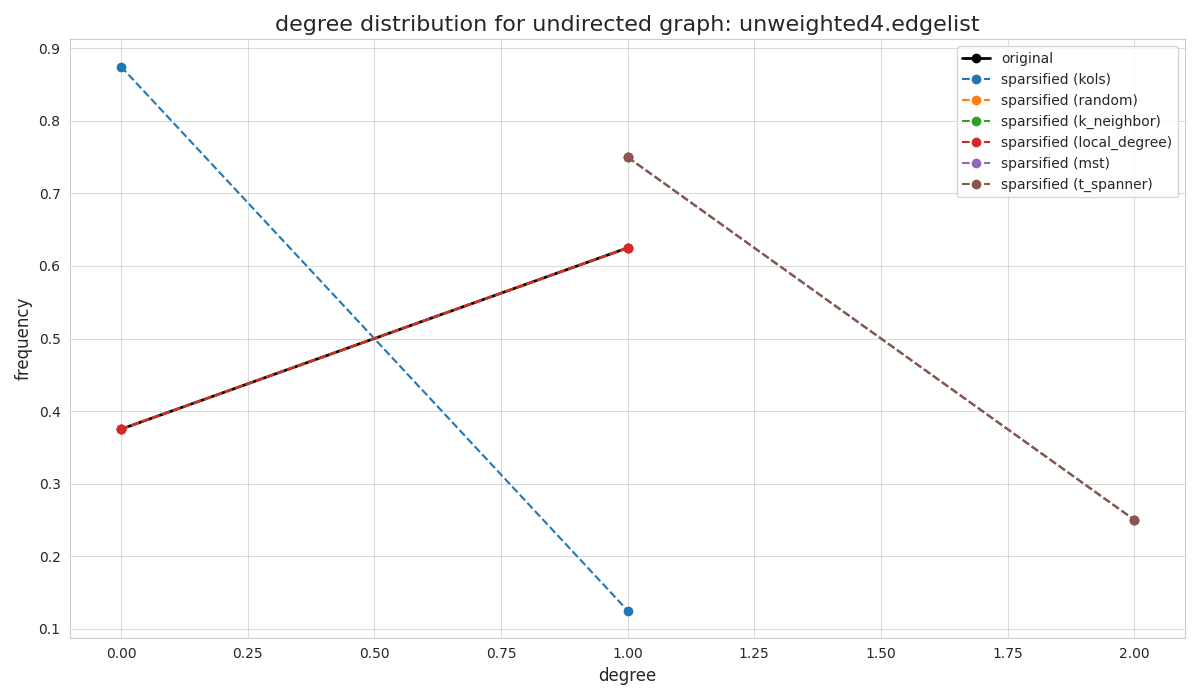 degree distribution for undirected graph: unweighted4.edgelist
0.9
0.8
0.7
0.6
0.5
0.4
0.3
0.2
0.1
frequency
original
sparsified (kols)
sparsified (random)
sparsified (k_neighbor)
sparsified (local_degree)
sparsified (mst)
sparsified (t_spanner)
0.00 0.25 0.50 0.75 1.00 1.25 1.50 1.75 2.00
degree